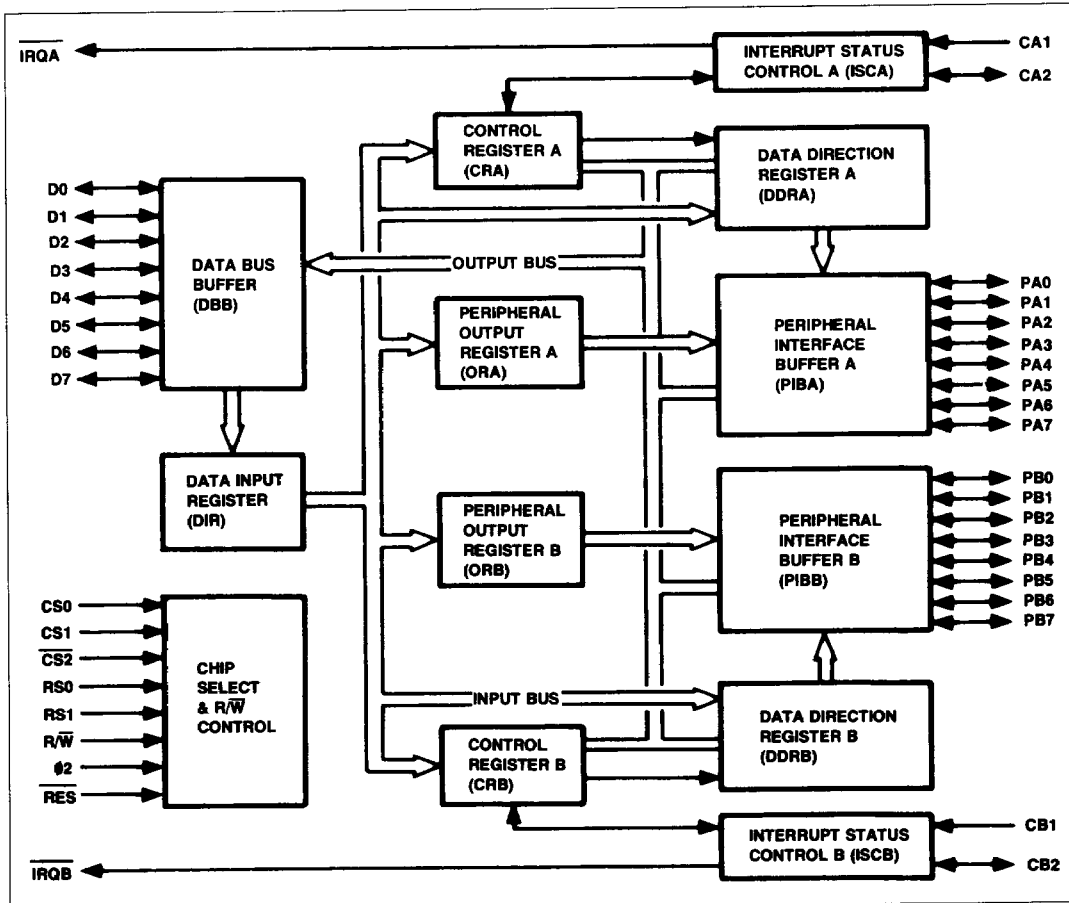 IRQA
INTERRUPT STATUS
CONTROL A (ISCA)
CA1
CA2
CONTROL
REGISTER A
(CRA)
DATA DIRECTION
REGISTER A
(DDRA)
D0
D1
D2
D3
D4
D5
D6
D7
DATA BUS
BUFFER
(DBB)
OUTPUT BUS
PERIPHERAL
OUTPUT
REGISTER A
(ORA)
PERIPHERAL
INTERFACE
BUFFER A
(PIBA)
PA0
PA1
PA2
PA3
PA4
PA5
PA6
PA7
DATA INPUT
REGISTER
(DIR)
PERIPHERAL
OUTPUT
REGISTER B
(ORB)
PERIPHERAL
INTERFACE
BUFFER B
(PIBB)
PB0
PB1
PB2
PB3
PB4
PB5
PB6
PB7
CS0
CS1
CS2
RS0
RS1
R/W
ϕ2
RES
CHIP
SELECT
& R/W
CONTROL
INPUT BUS
CONTROL
REGISTER B
(CRB)
DATA DIRECTION
REGISTER B
(DDRB)
INTERRUPT STATUS
CONTROL B (ISCB)
CB1
CB2
IRQB